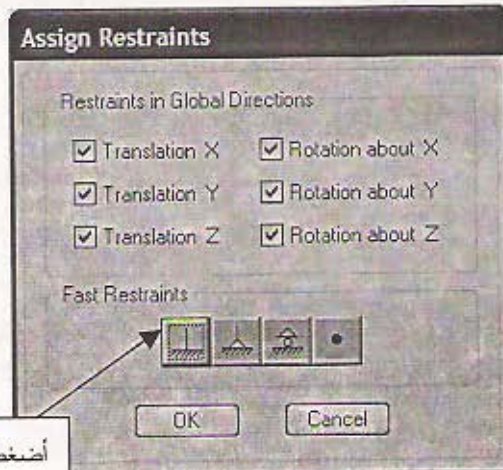 Assign Restraints
Restraints in Global Directions
Translation X Rotation about X
Translation Y Rotation about Y
Translation Z Rotation about Z
Fast Restraints
OK Cancel